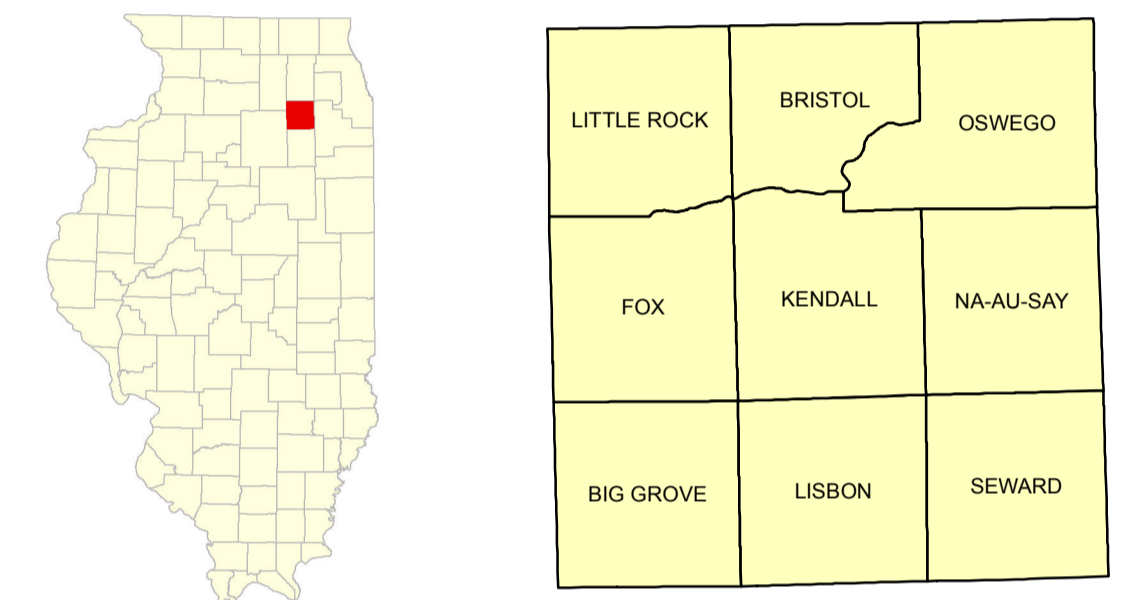 LITTLE ROCK
BRISTOL
OSWEGO
FOX
KENDALL
NA-AU-SAY
BIG GROVE
LISBON
SEWARD